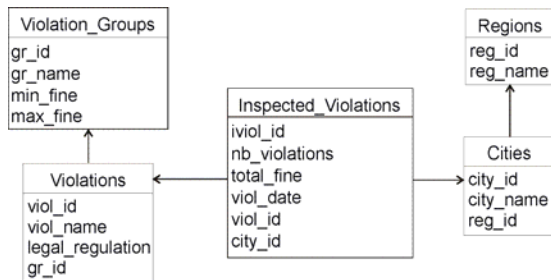 Violation_Groups
gr_id
gr_name
min_fine
max_fine
Regions
reg_id
reg_name
Inspected_Violations
iviol_id
nb_violations
total_fine
viol_date
viol_id
city_id
Violations
viol_id
viol_name
legal_regulation
gr_id
Cities
city_id
city_name
reg_id